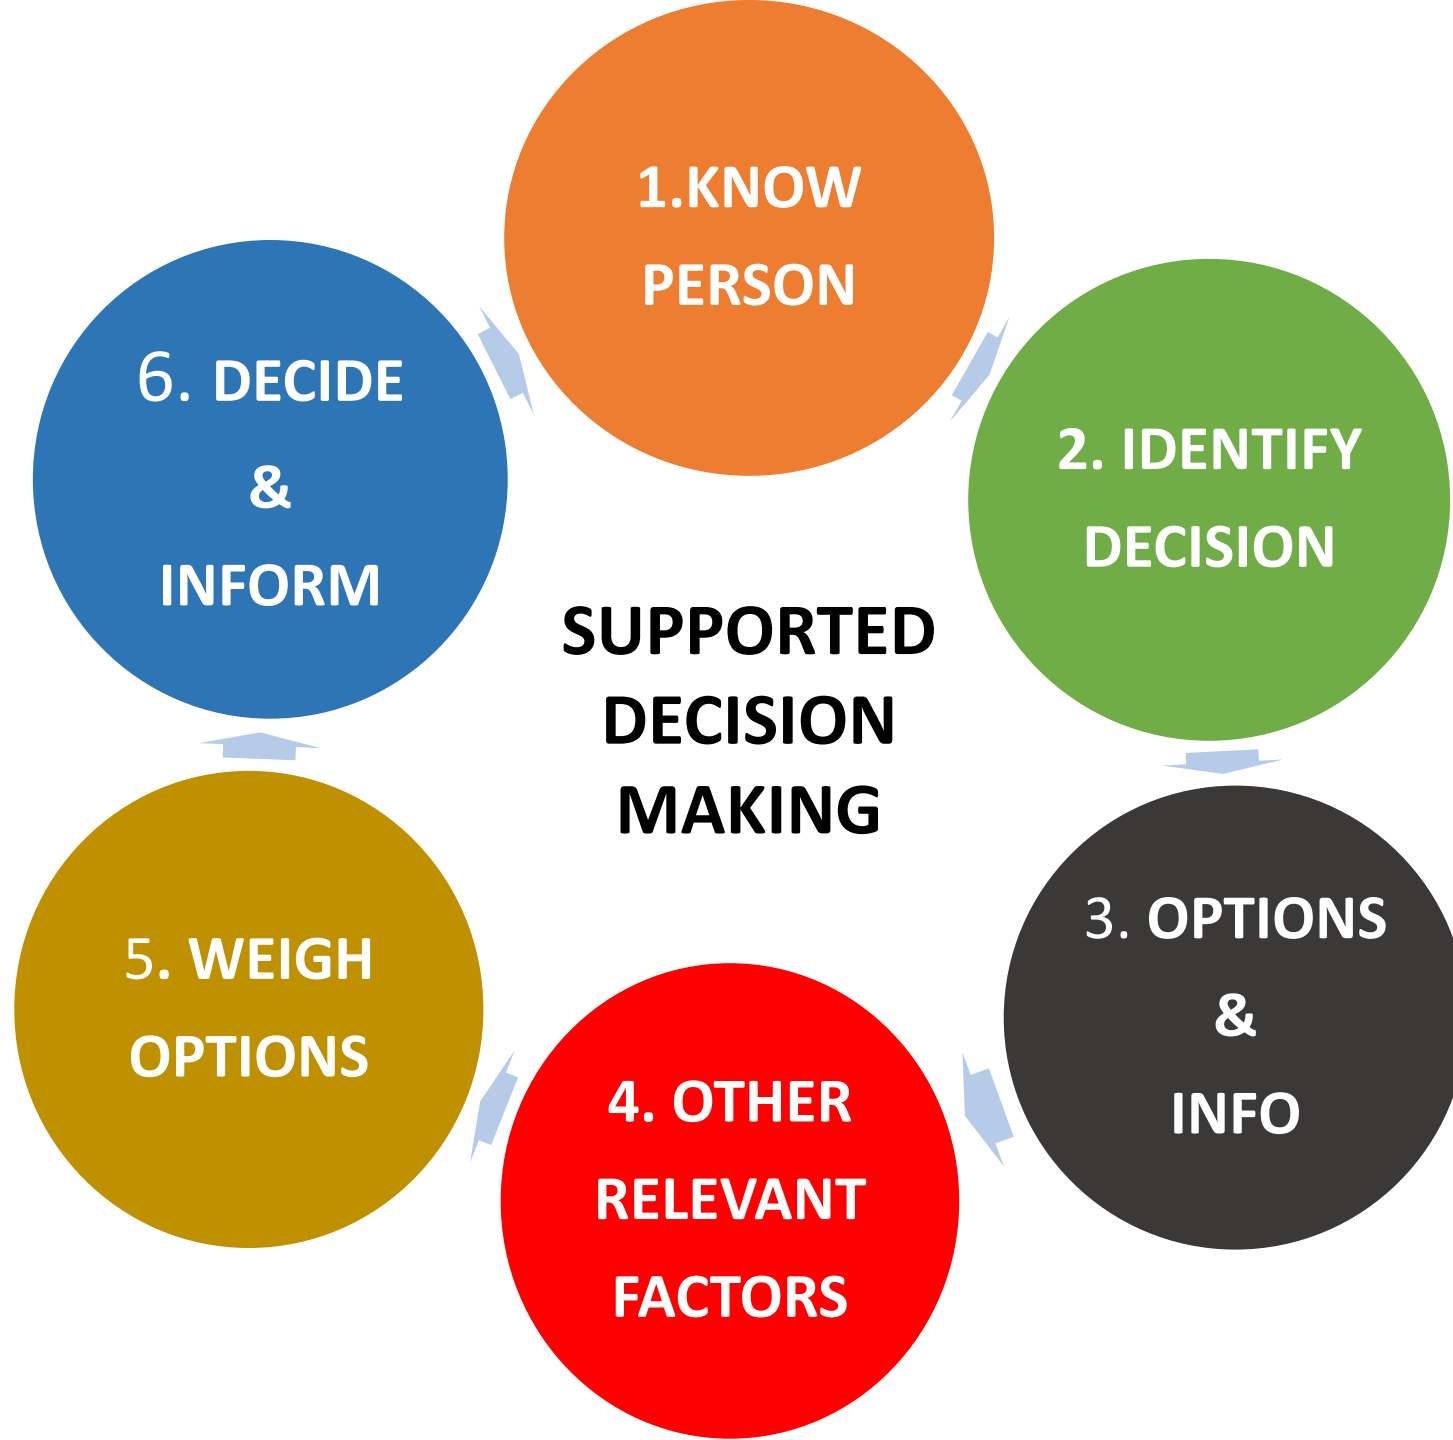 1.KNOW
PERSON
2. IDENTIFY
DECISION
3. OPTIONS
&
INFO
4. OTHER
RELEVANT
FACTORS
5. WEIGH
OPTIONS
6. DECIDE
&
INFORM
SUPPORTED
DECISION
MAKING